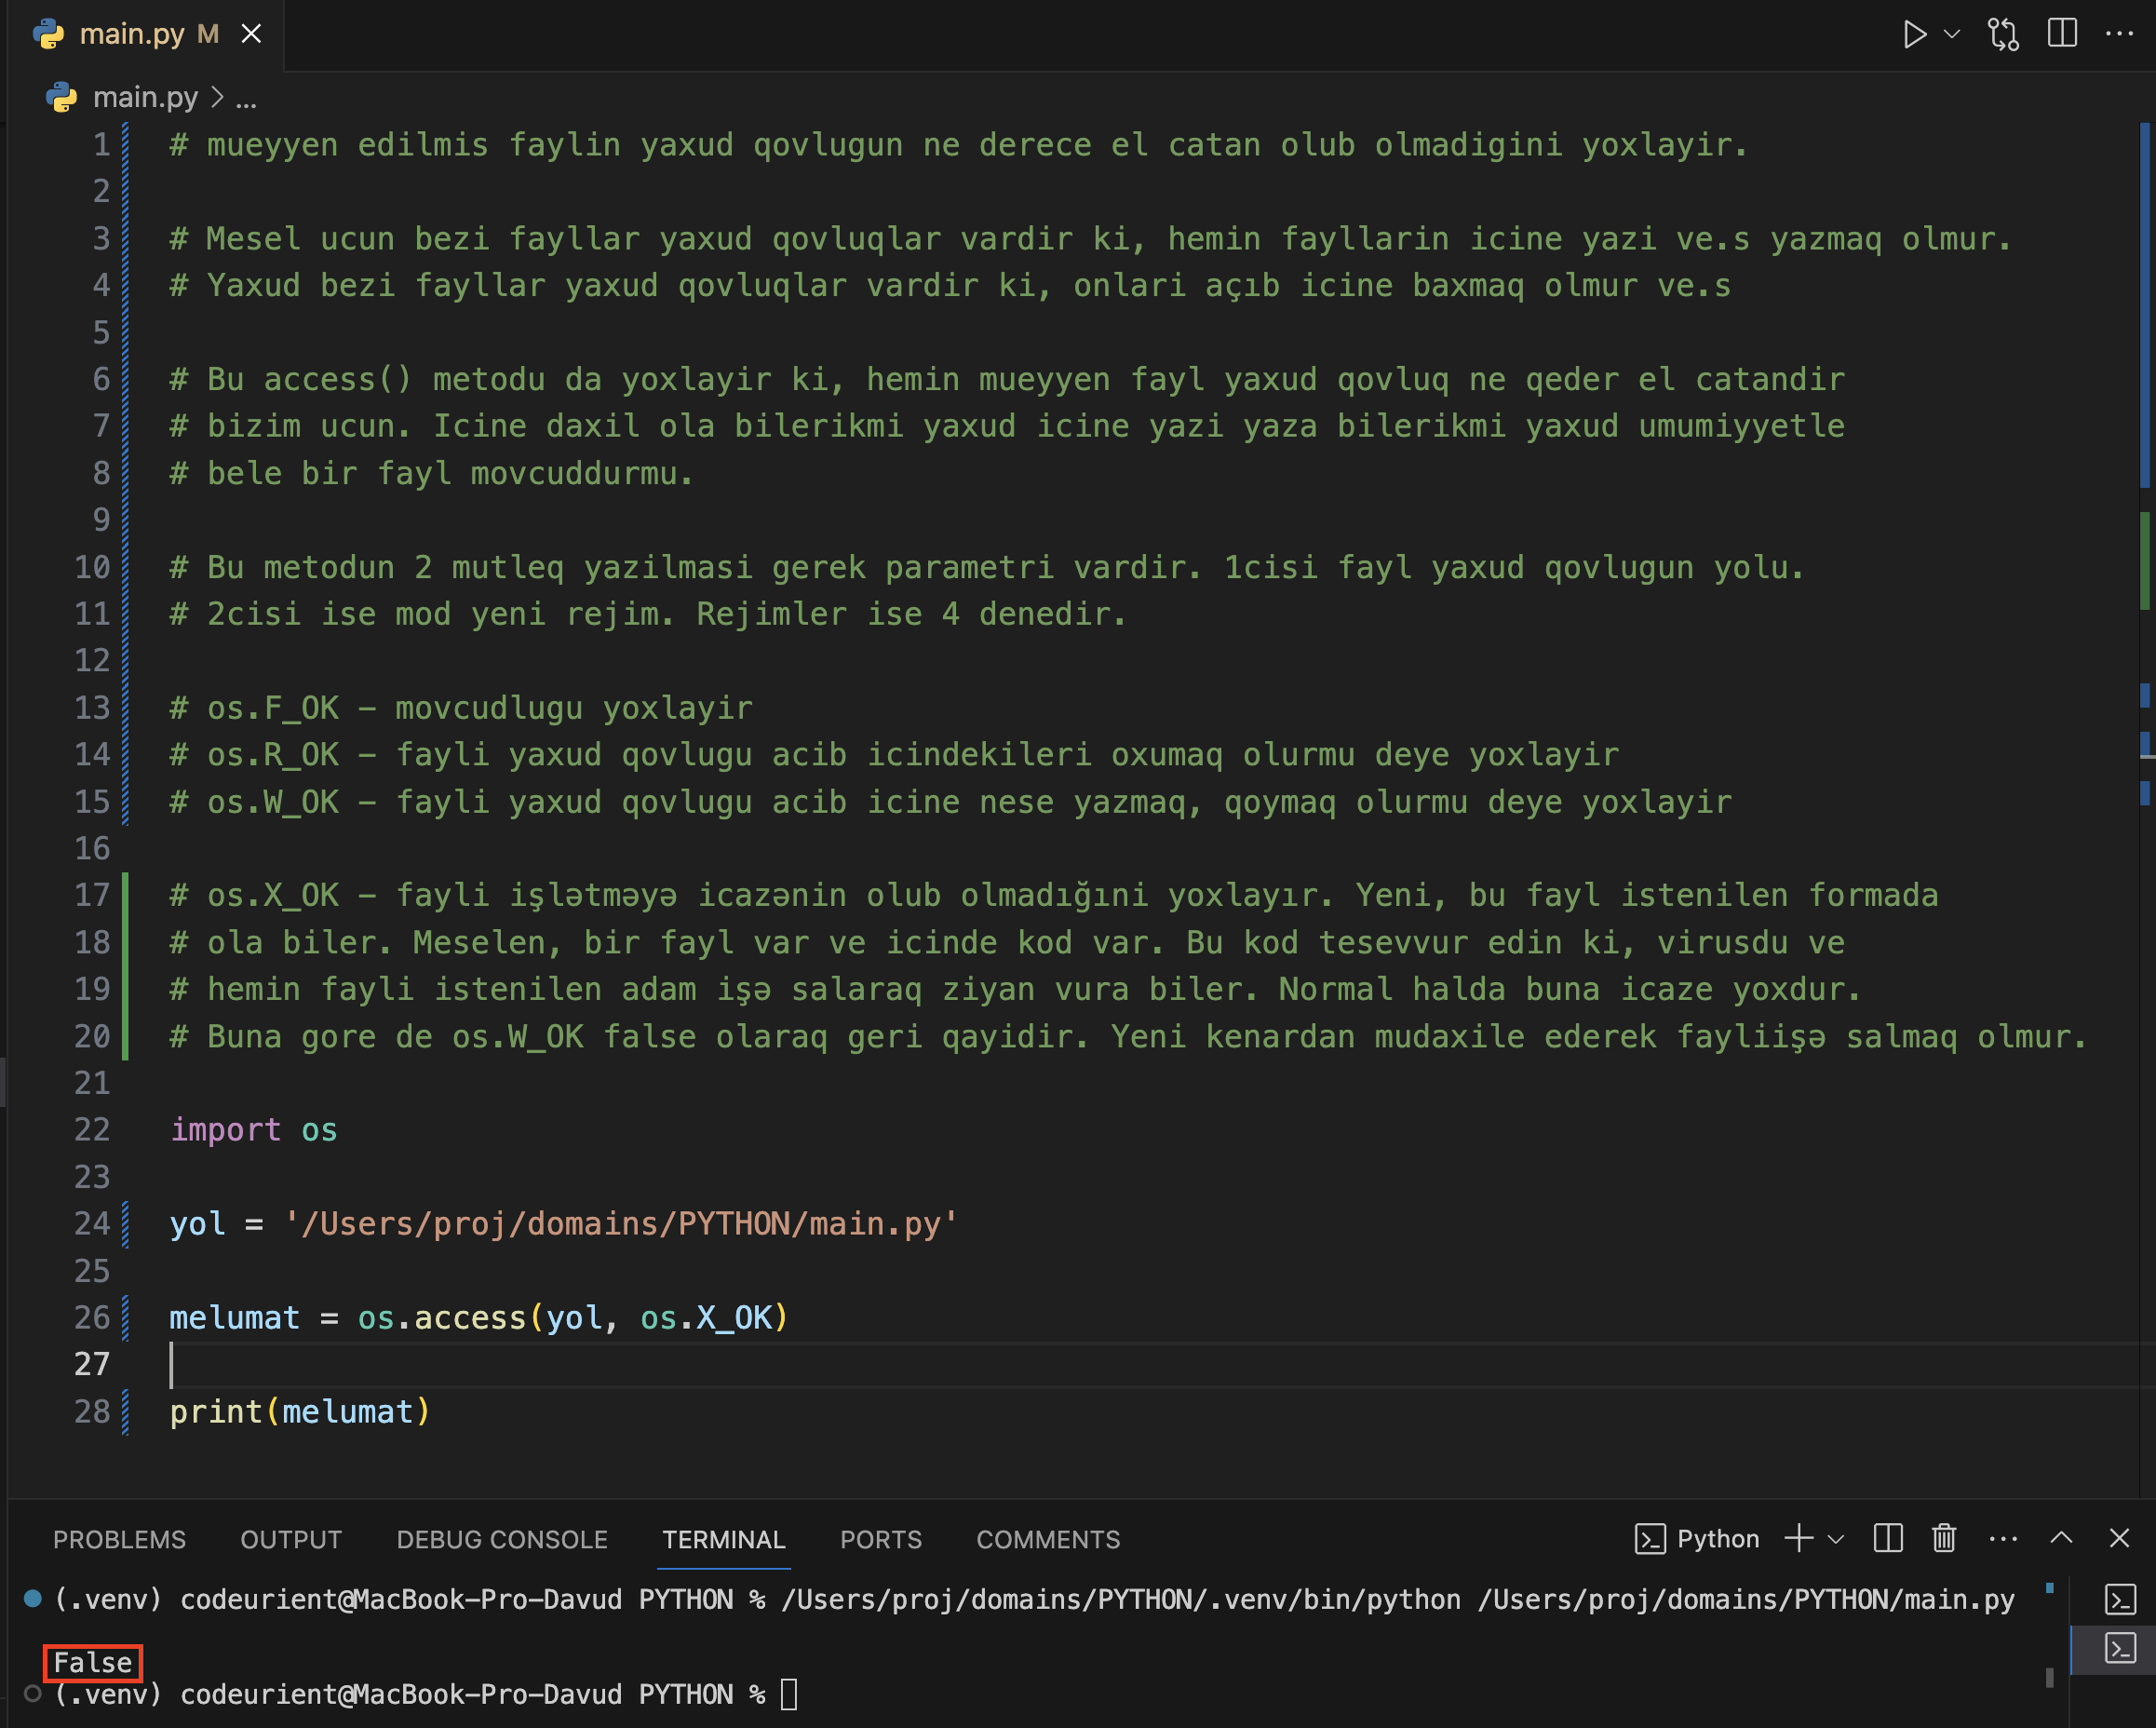 main.py M
main.py > ...
1 # mueyyen edilmis faylin yaxud qovlugun ne derece el catan olub olmadigini yoxlayir.
2
3 # Mesel ucun bezi fayllar yaxud qovluqlar vardir ki, hemin fayllarin icine yazi ve.s yazmaq olmur.
4 # Yaxud bezi fayllar yaxud qovluqlar vardir ki, onlari açıb icine baxmaq olmur ve.s
5
6 # Bu access() metodu da yoxlayir ki, hemin mueyyen fayl yaxud qovluq ne qeder el catandir
7 # bizim ucun. Icine daxil ola bilerikmi yaxud icine yazi yaza bilerikmi yaxud umumiyyetle
8 # bele bir fayl movcuddurmu.
9
10 # Bu metodun 2 mutleq yazilmasi gerek parametri vardir. 1cisi fayl yaxud qovlugun yolu.
11 # 2cisi ise mod yeni rejim. Rejimler ise 4 denedir.
12
13 # os.F_OK – movcudlugu yoxlayir
14 # os.R_OK – fayli yaxud qovlugu acib icindekileri oxumaq olurmu deye yoxlayir
15 # os.W_OK – fayli yaxud qovlugu acib icine nese yazmaq, qoymaq olurmu deye yoxlayir
16
17 # os.X_OK – fayli işlətməyə icazənin olub olmadığıni yoxlayır. Yeni, bu fayl istenilen formada
18 # ola biler. Meselen, bir fayl var ve icinde kod var. Bu kod tesevvur edin ki, virusdu ve
19 # hemin fayli istenilen adam işə salaraq ziyan vura biler. Normal halda buna icaze yoxdur.
20 # Buna gore de os.W_OK false olaraq geri qayidir. Yeni kenardan mudaxile ederek fayliişə salmaq olmur.
21
22 import os
23
24 yol = '/Users/proj/domains/PYTHON/main.py'
25
26 melumat = os.access(yol, os.X_OK)
27
28 print(melumat)
PROBLEMS OUTPUT DEBUG CONSOLE TERMINAL PORTS COMMENTS Python
(.venv) codeurient@MacBook-Pro-Davud PYTHON % /Users/proj/domains/PYTHON/.venv/bin/python /Users/proj/domains/PYTHON/main.py
False
(.venv) codeurient@MacBook-Pro-Davud PYTHON %